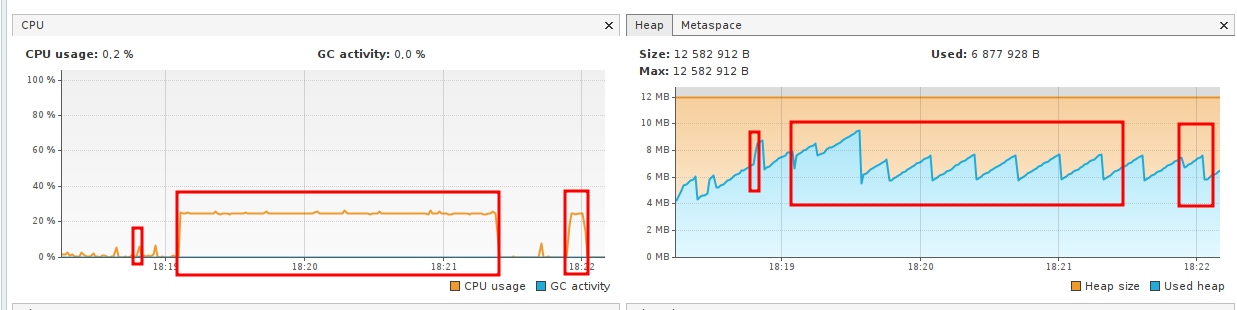 CPU ×
CPU usage: 0,2 % GC activity: 0,0 %
100 %
80 %
60 %
40 %
20 %
0 %
18:19 18:20 18:21 18:22
CPU usage GC activity
Heap Metaspace ×
Size: 12 582 912 B Used: 6 877 928 B
Max: 12 582 912 B
12 MB
10 MB
8 MB
6 MB
4 MB
2 MB
0 MB
18:19 18:20 18:21 18:22
Heap size Used heap